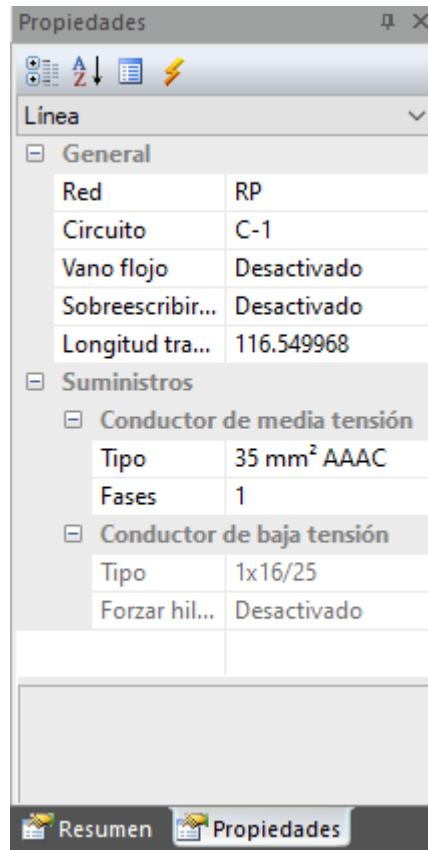 Propiedades
Línea
General
Red RP
Circuito C-1
Vano flojo Desactivado
Sobreescribir... Desactivado
Longitud tra... 116.549968
Suministros
Conductor de media tensión
Tipo 35 mm² AAAC
Fases 1
Conductor de baja tensión
Tipo 1x16/25
Forzar hil... Desactivado
Resumen Propiedades